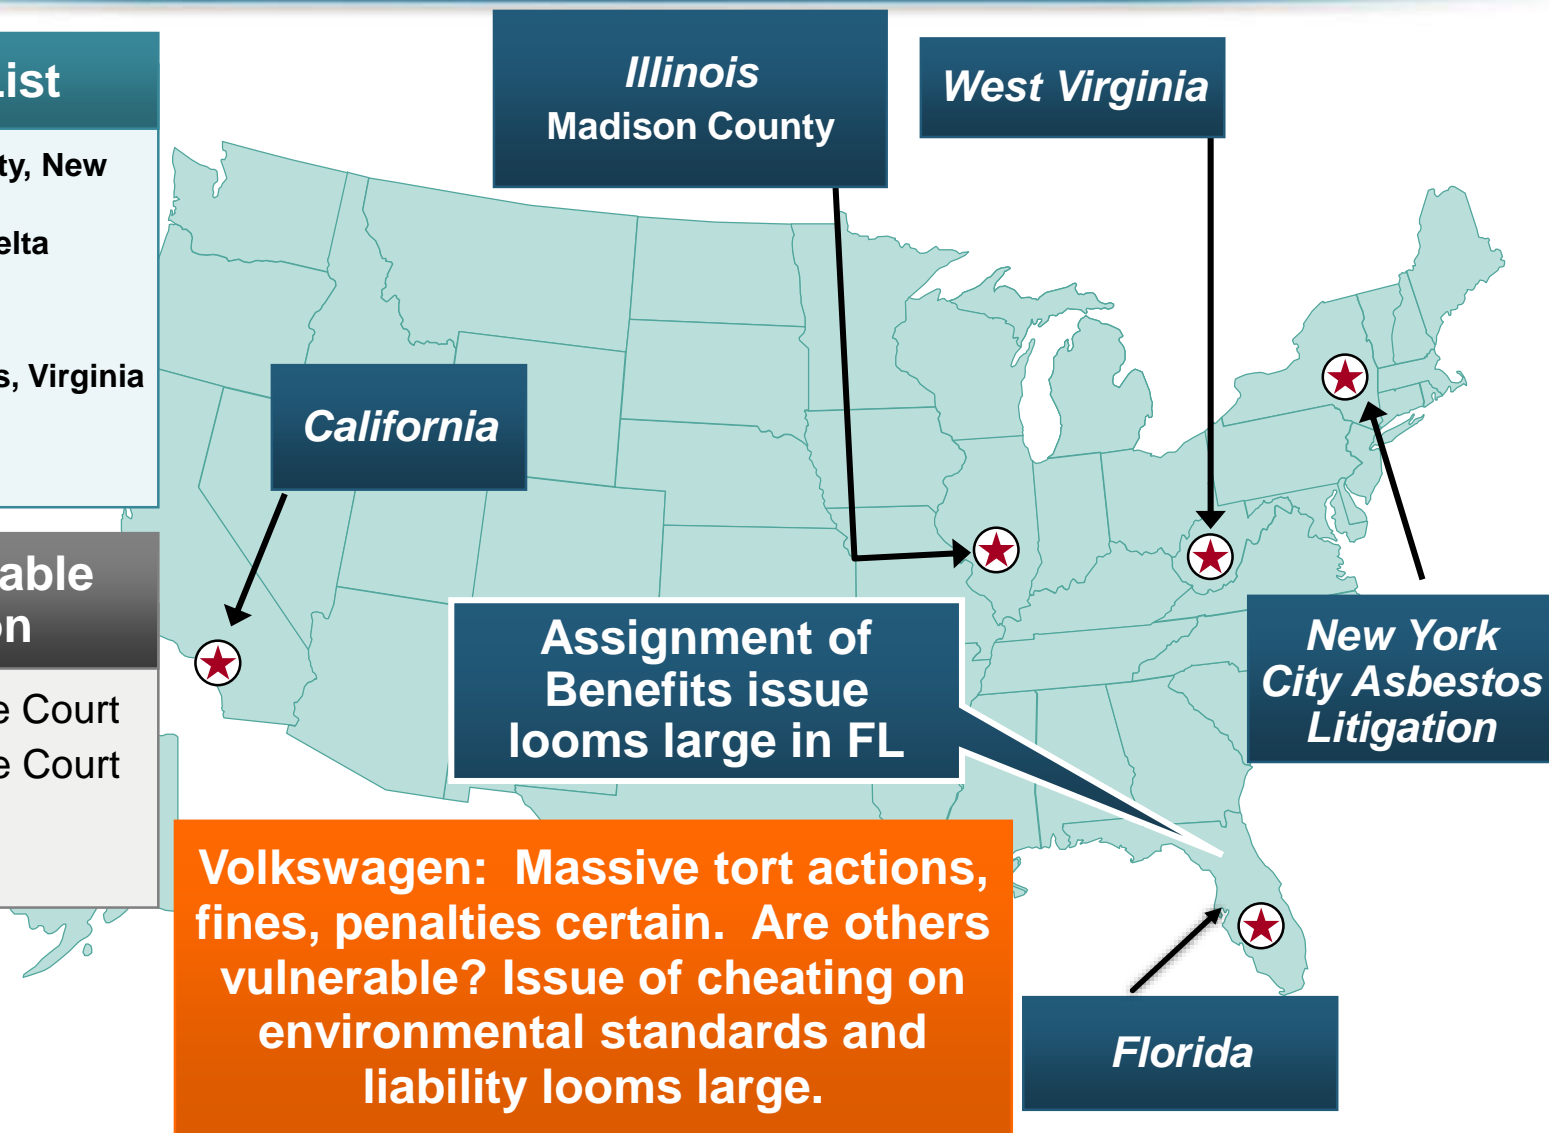 List
Illinois
Madison County
West Virginia
ty, New
elta
s, Virginia
California
able
on
e Court
e Court
Assignment of
Benefits issue
looms large in FL
New York
City Asbestos
Litigation
Volkswagen:  Massive tort actions,
fines, penalties certain.  Are others
vulnerable? Issue of cheating on
environmental standards and
liability looms large.
Florida